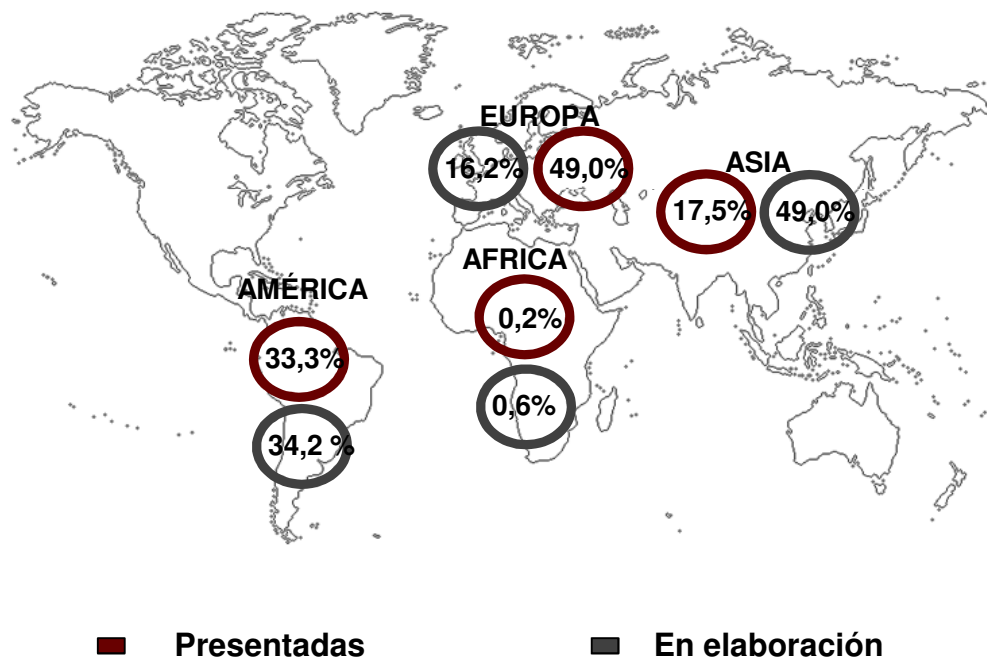 EUROPA
16,2%
49,0%
ASIA
17,5%
49,0%
AFRICA
0,2%
0,6%
AMÉRICA
33,3%
34,2 %
Presentadas
En elaboración